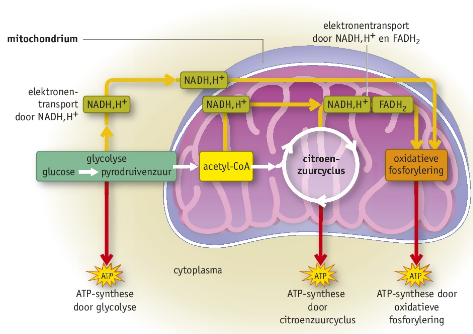 elektronentransport
door NADH,H⁺ en FADH₂
mitochondrium
elektronen-
transport
door NADH,H⁺
NADH,H⁺
NADH,H⁺
NADH,H⁺
NADH,H⁺
FADH₂
glycolyse
glucose
pyrodruivenzuur
acetyl-CoA
citroen-
zuurcyclus
oxidatieve
fosforylering
cytoplasma
ATP
ATP-synthese
door glycolyse
ATP
ATP-synthese
door
citroenzuurcyclus
ATP
ATP-synthese door
oxidatieve
fosforylering